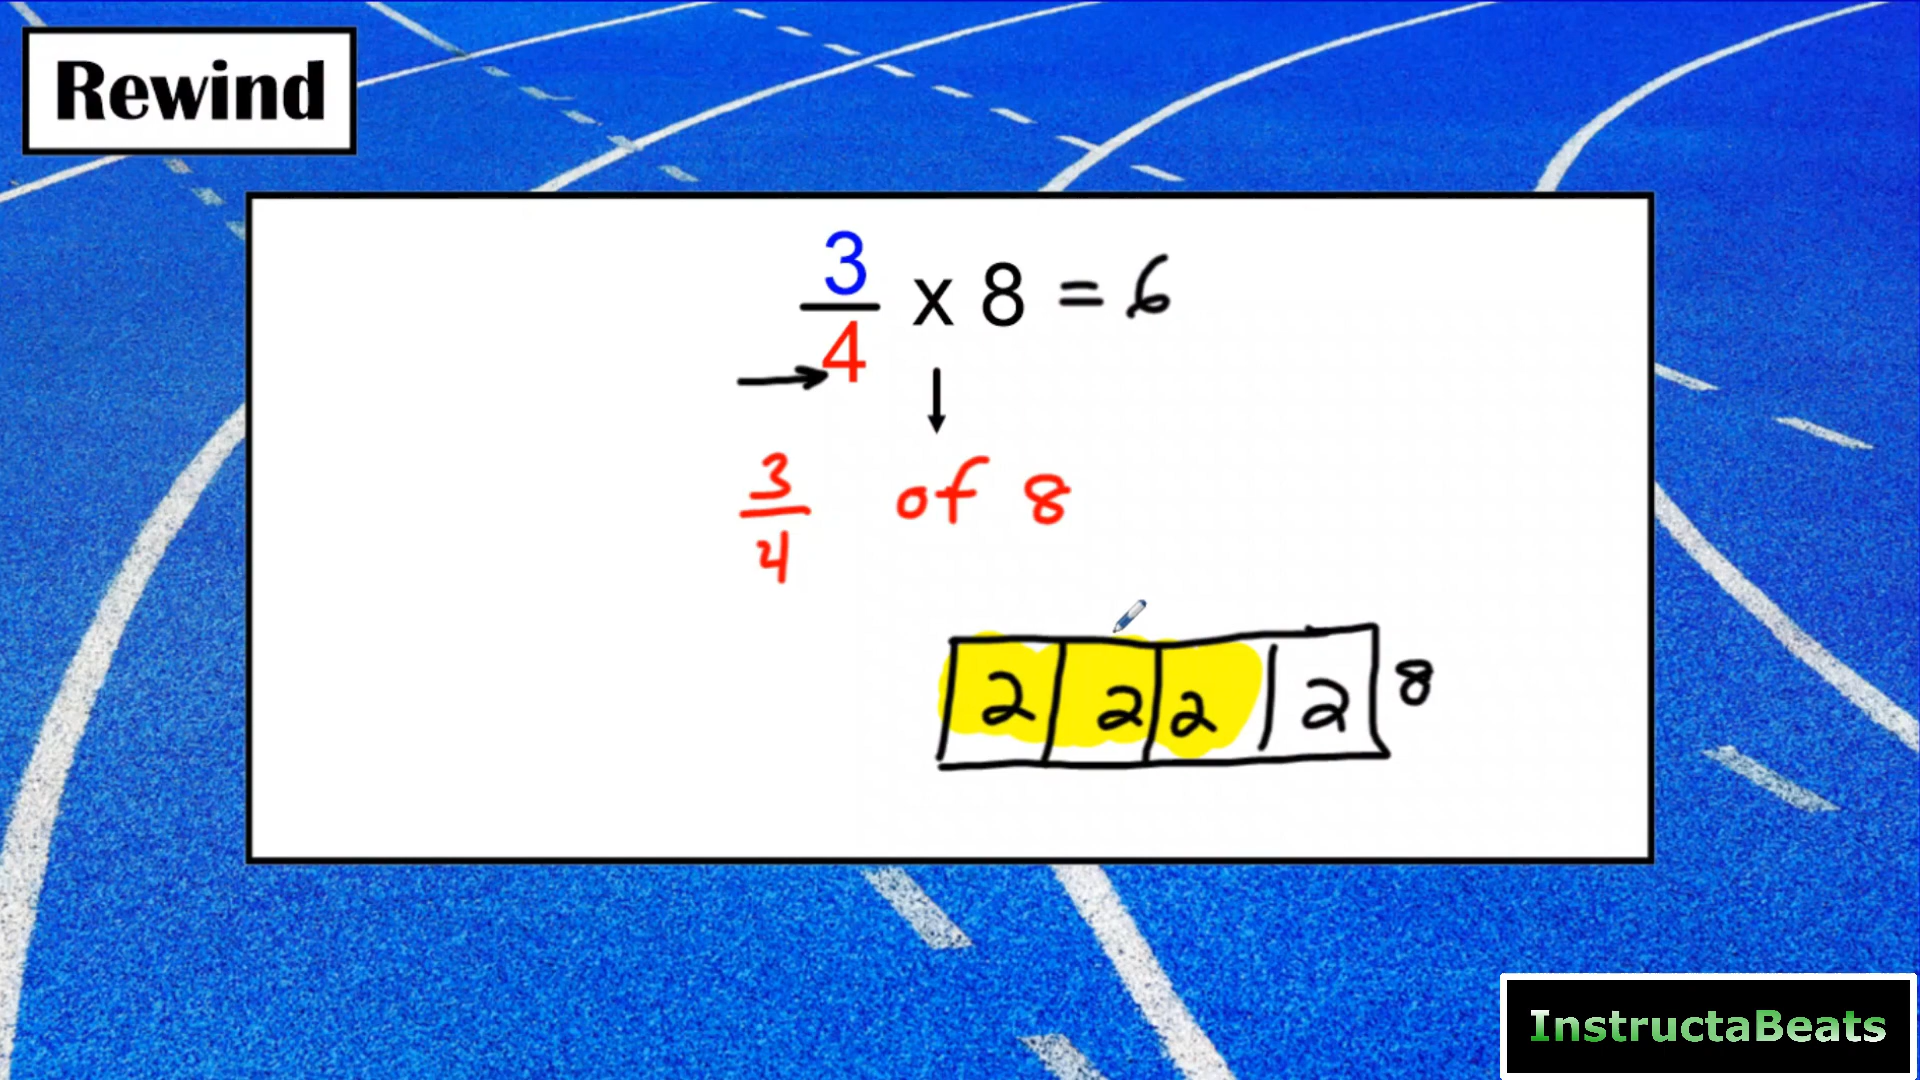 Rewind
3/4 x 8 = 6
3/4 of 8
2 2 2 2 8
InstructaBeats